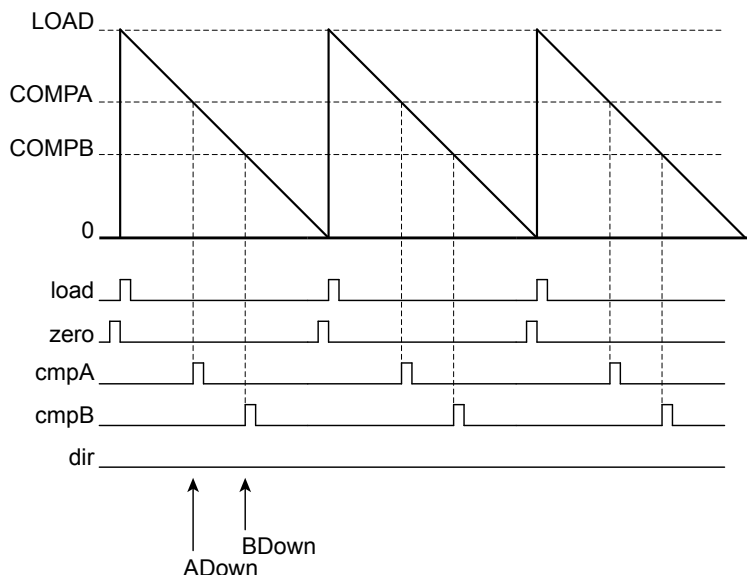 LOAD
COMPA
COMPB
0
load
zero
cmpA
cmpB
dir
BDown
ADown